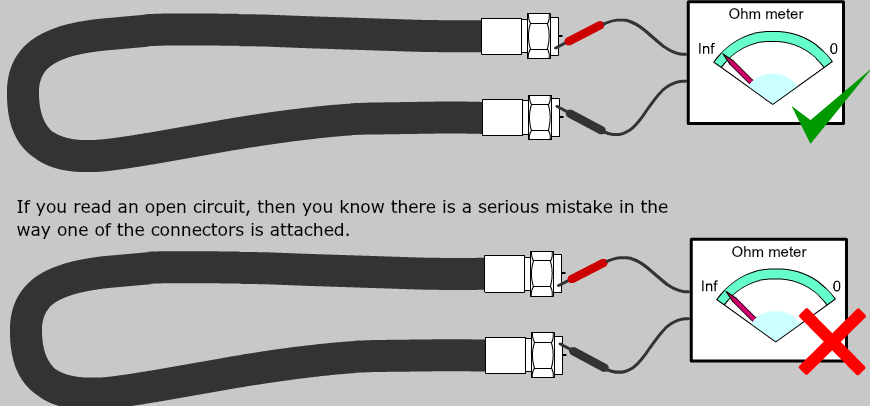 Ohm meter
Inf 0
If you read an open circuit, then you know there is a serious mistake in the
way one of the connectors is attached.
Ohm meter
Inf 0